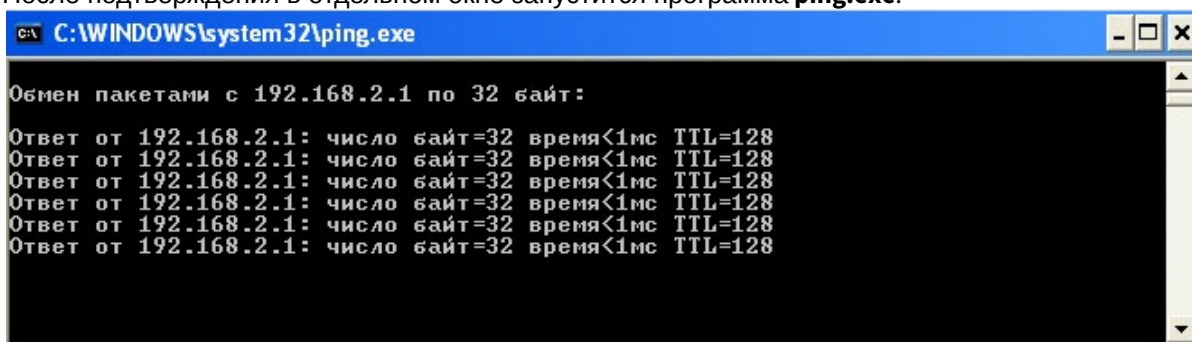 После подтверждения в отдельном окне запустится программа ping.exe.
C:\WINDOWS\system32\ping.exe
Обмен пакетами с 192.168.2.1 по 32 байт:
Ответ от 192.168.2.1: число байт=32 время<1мс TTL=128
Ответ от 192.168.2.1: число байт=32 время<1мс TTL=128
Ответ от 192.168.2.1: число байт=32 время<1мс TTL=128
Ответ от 192.168.2.1: число байт=32 время<1мс TTL=128
Ответ от 192.168.2.1: число байт=32 время<1мс TTL=128
Ответ от 192.168.2.1: число байт=32 время<1мс TTL=128